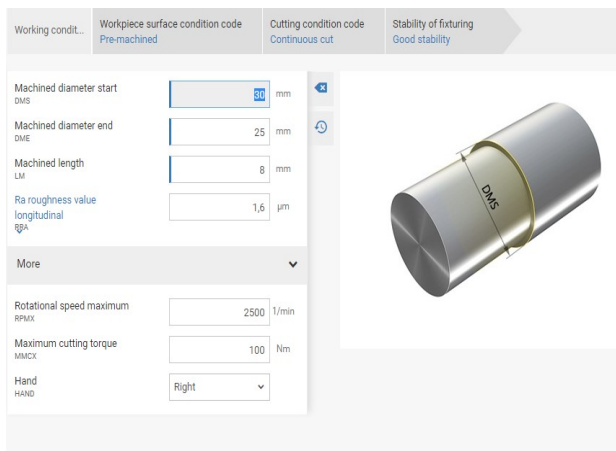 Working condit...
Workpiece surface condition code
Pre-machined
Cutting condition code
Continuous cut
Stability of fixturing
Good stability
Machined diameter start
DMS
30 mm
Machined diameter end
DME
25 mm
Machined length
LM
8 mm
Ra roughness value
longitudinal
RRA
1,6 μm
More
Rotational speed maximum
RPMX
2500 1/min
Maximum cutting torque
MMCX
100 Nm
Hand
HAND
Right
DMS